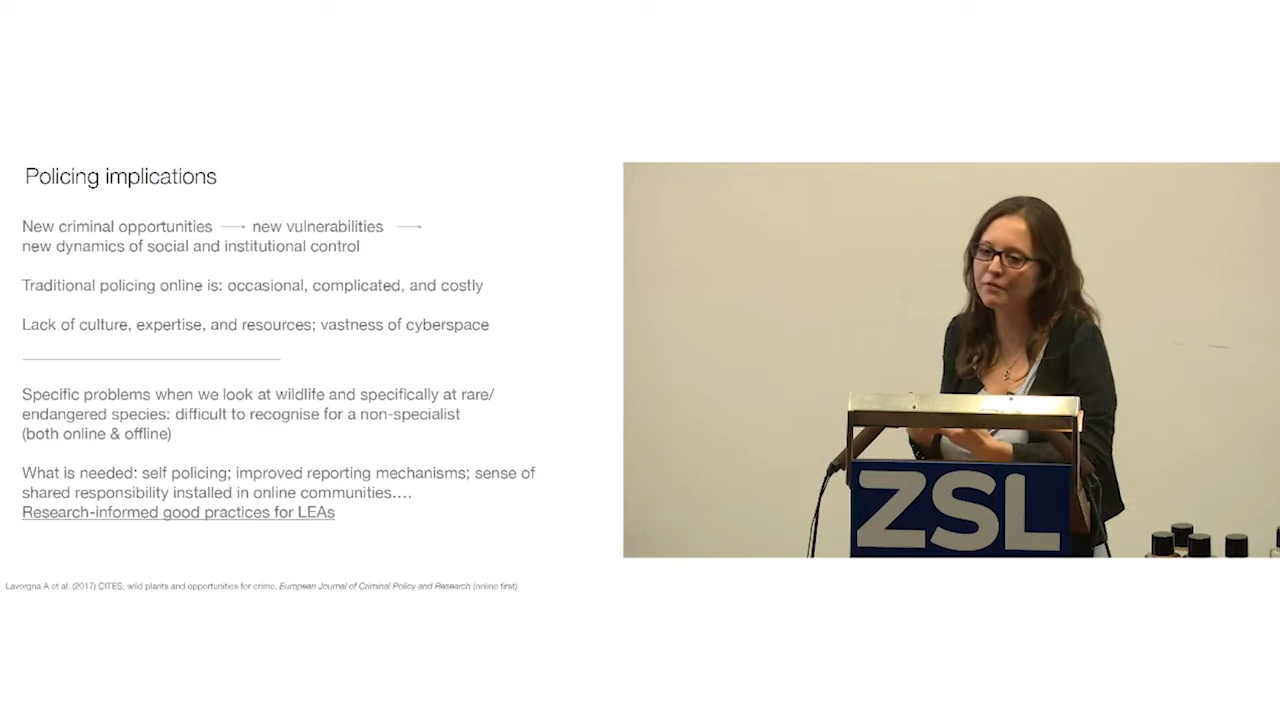 Policing implications
New criminal opportunities → new vulnerabilities →
new dynamics of social and institutional control
Traditional policing online is: occasional, complicated, and costly
Lack of culture, expertise, and resources; vastness of cyberspace
Specific problems when we look at wildlife and specifically at rare/
endangered species: difficult to recognise for a non-specialist
(both online & offline)
What is needed: self policing; improved reporting mechanisms; sense of
shared responsibility installed in online communities….
Research-informed good practices for LEAs
Lavorgna A et al. (2017) CITES, wild plants and opportunities for crime. European Journal of Criminal Policy and Research (online first)
ZSL